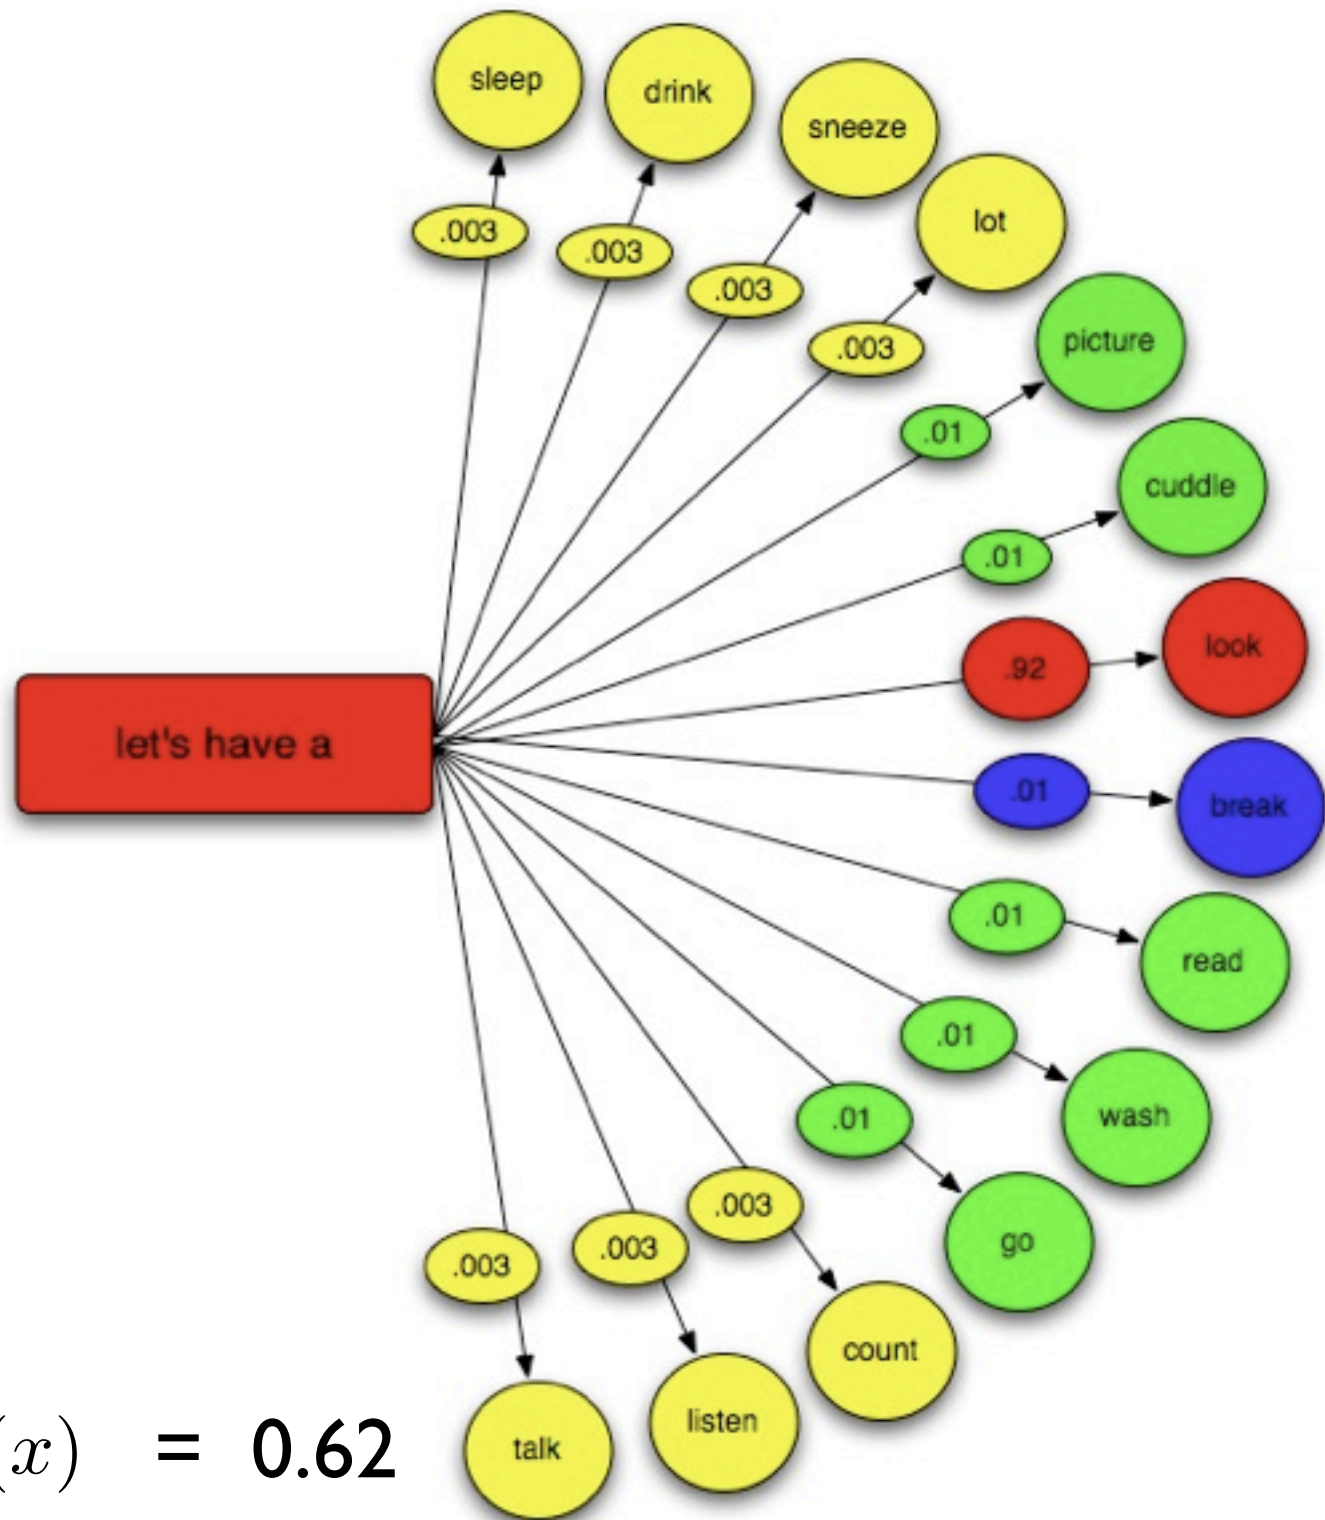 sleep
drink
sneeze
lot
picture
cuddle
look
break
read
wash
go
count
listen
talk
.003
.003
.003
.003
.01
.01
.92
.01
.01
.01
.01
.003
.003
.003
let's have a
(x) = 0.62